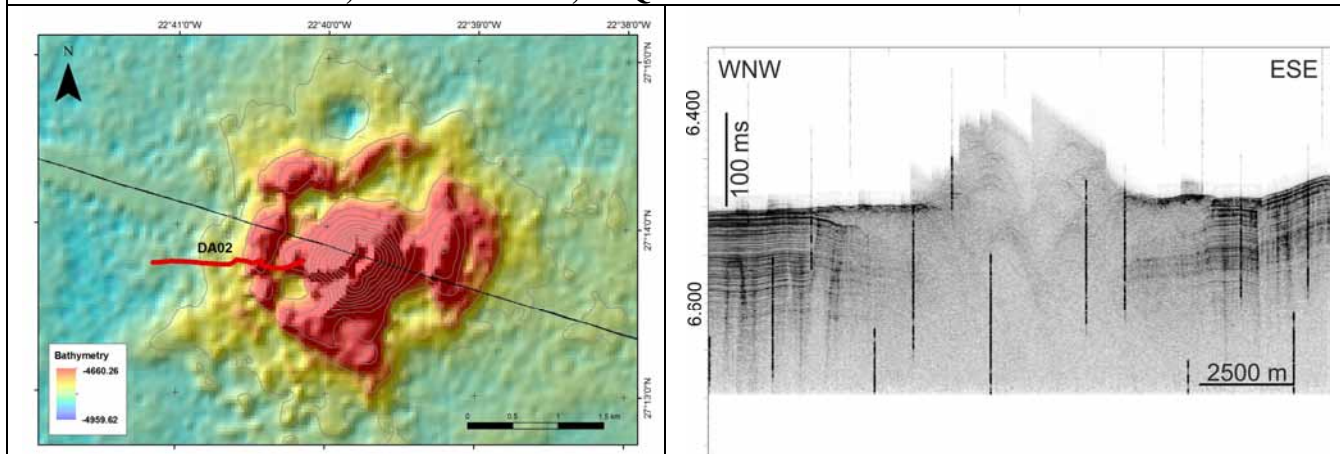 22°41'0"W 22°40'0"W 22°39'0"W 22°38'0"W
N
27°15'0"N
27°14'0"N
27°13'0"N
DA02
Bathymetry
-4660.26
-4959.62
0 0.5 1 1.5 km
WNW ESE
6.400
100 ms
6.600
2500 m